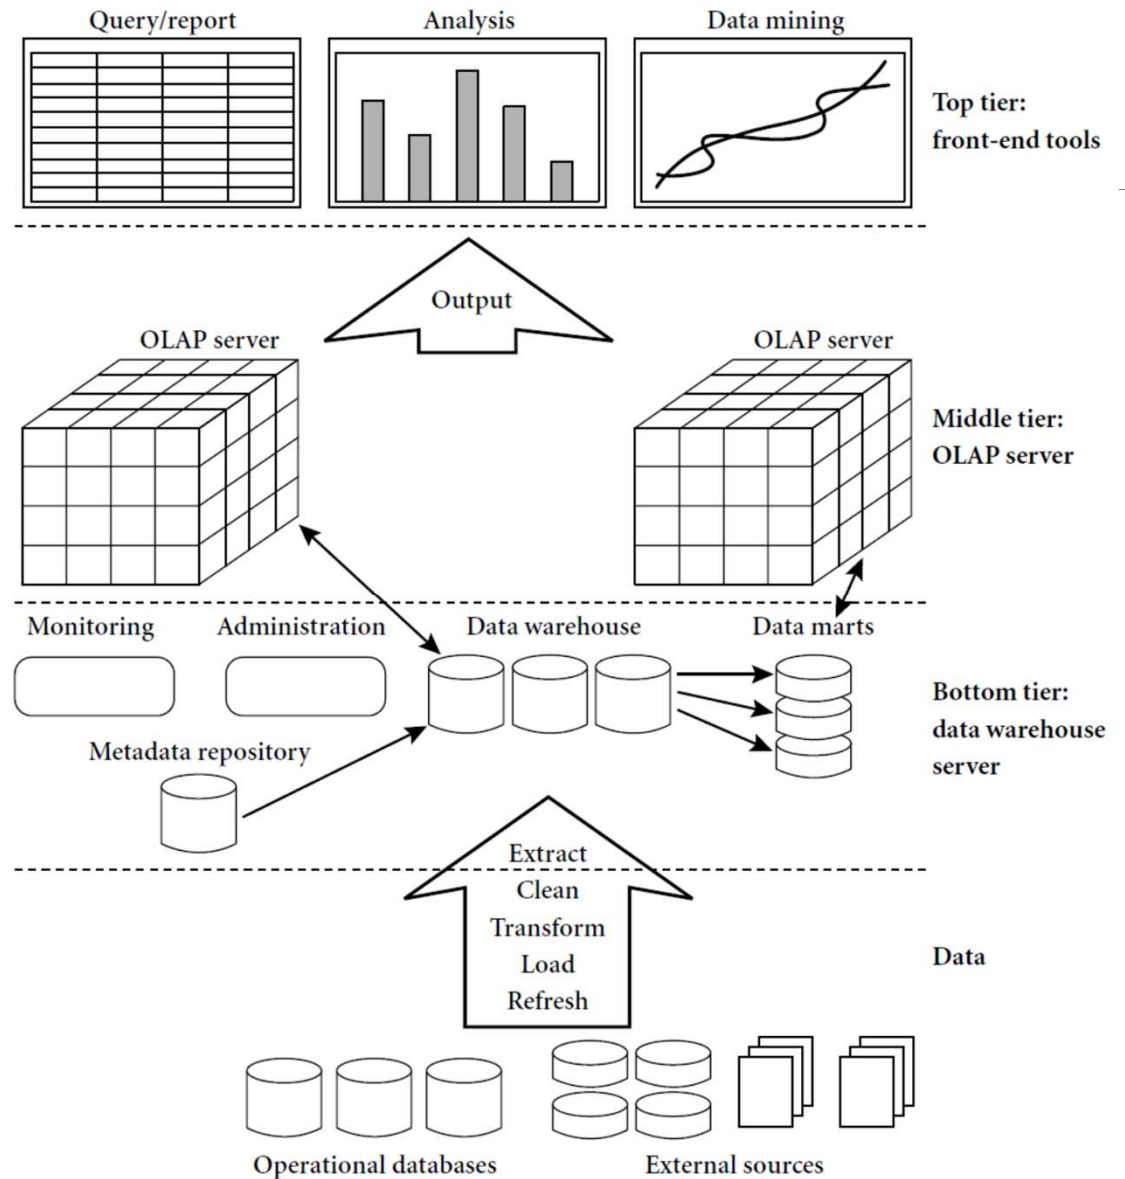 Query/report
Analysis
Data mining
Top tier:
front-end tools
Output
OLAP server
OLAP server
Middle tier:
OLAP server
Monitoring
Administration
Data warehouse
Data marts
Metadata repository
Bottom tier:
data warehouse
server
Extract
Clean
Transform
Load
Refresh
Data
Operational databases
External sources